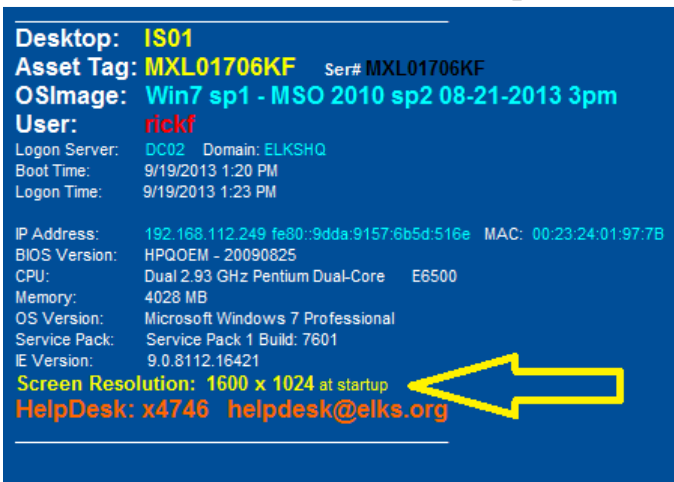 Desktop: IS01
Asset Tag: MXL01706KF Ser# MXL01706KF
OSImage: Win7 sp1 - MSO 2010 sp2 08-21-2013 3pm
User: rickf
Logon Server: DC02 Domain: ELKSHQ
Boot Time: 9/19/2013 1:20 PM
Logon Time: 9/19/2013 1:23 PM
IP Address: 192.168.112.249 fe80::9dda:9157:6b5d:516e MAC: 00:23:24:01:97:7B
BIOS Version: HPQOEM - 20090825
CPU: Dual 2.93 GHz Pentium Dual-Core E6500
Memory: 4028 MB
OS Version: Microsoft Windows 7 Professional
Service Pack: Service Pack 1 Build: 7601
IE Version: 9.0.8112.16421
Screen Resolution: 1600 x 1024 at startup
HelpDesk: x4746 helpdesk@elks.org